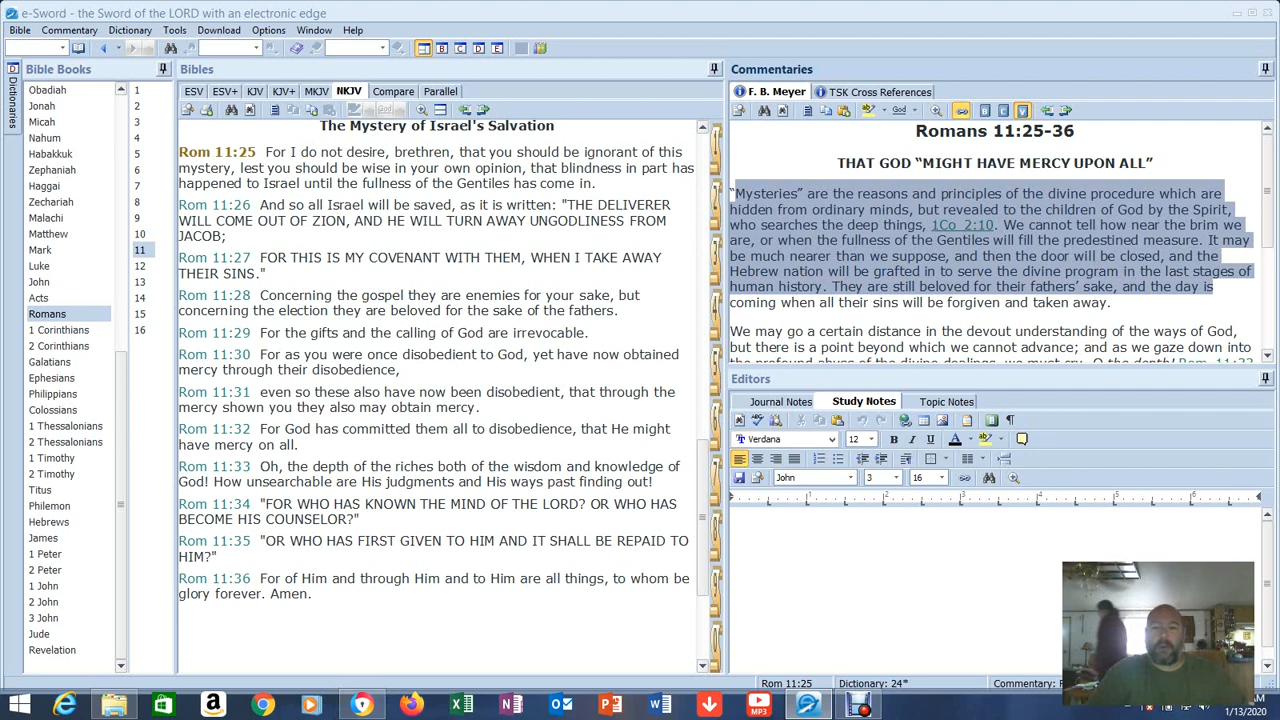 e-Sword - the Sword of the LORD with an electronic edge
Bible Commentary Dictionary Tools Download Options Window Help
B C D E
Dictionaries
Bible Books
Obadiah
Jonah
Micah
Nahum
Habakkuk
Zephaniah
Haggai
Zechariah
Malachi
Matthew
Mark
Luke
John
Acts
Romans
1 Corinthians
2 Corinthians
Galatians
Ephesians
Philippians
Colossians
1 Thessalonians
2 Thessalonians
1 Timothy
2 Timothy
Titus
Philemon
Hebrews
James
1 Peter
2 Peter
1 John
2 John
3 John
Jude
Revelation
1
2
3
4
5
6
7
8
9
10
11
12
13
14
15
16
Bibles
ESV ESV+ KJV KJV+ MKJV NKJV Compare Parallel
God
The Mystery of Israel's Salvation
Rom 11:25 For I do not desire, brethren, that you should be ignorant of this
mystery, lest you should be wise in your own opinion, that blindness in part has
happened to Israel until the fullness of the Gentiles has come in.
Rom 11:26 And so all Israel will be saved, as it is written: "THE DELIVERER
WILL COME OUT OF ZION, AND HE WILL TURN AWAY UNGODLINESS FROM
JACOB;
Rom 11:27 FOR THIS IS MY COVENANT WITH THEM, WHEN I TAKE AWAY
THEIR SINS."
Rom 11:28 Concerning the gospel they are enemies for your sake, but
concerning the election they are beloved for the sake of the fathers.
Rom 11:29 For the gifts and the calling of God are irrevocable.
Rom 11:30 For as you were once disobedient to God, yet have now obtained
mercy through their disobedience,
Rom 11:31 even so these also have now been disobedient, that through the
mercy shown you they also may obtain mercy.
Rom 11:32 For God has committed them all to disobedience, that He might
have mercy on all.
Rom 11:33 Oh, the depth of the riches both of the wisdom and knowledge of
God! How unsearchable are His judgments and His ways past finding out!
Rom 11:34 "FOR WHO HAS KNOWN THE MIND OF THE LORD? OR WHO HAS
BECOME HIS COUNSELOR?"
Rom 11:35 "OR WHO HAS FIRST GIVEN TO HIM AND IT SHALL BE REPAID TO
HIM?"
Rom 11:36 For of Him and through Him and to Him are all things, to whom be
glory forever. Amen.
Commentaries
F. B. Meyer TSK Cross References
God
Romans 11:25-36
THAT GOD “MIGHT HAVE MERCY UPON ALL”
“Mysteries” are the reasons and principles of the divine procedure which are
hidden from ordinary minds, but revealed to the children of God by the Spirit,
who searches the deep things, 1Co_2:10. We cannot tell how near the brim we
are, or when the fullness of the Gentiles will fill the predestined measure. It may
be much nearer than we suppose, and then the door will be closed, and the
Hebrew nation will be grafted in to serve the divine program in the last stages of
human history. They are still beloved for their fathers’ sake, and the day is
coming when all their sins will be forgiven and taken away.
We may go a certain distance in the devout understanding of the ways of God,
but there is a point beyond which we cannot advance; and as we gaze down into
the profound abyss of the divine dealings, we must cry, O the depth! Rom_11:33
Editors
Journal Notes Study Notes Topic Notes
Verdana 12 B I U A
John 3 16
1 2 3 4 5 6
Rom 11:25 Dictionary: 24*
1/13/2020